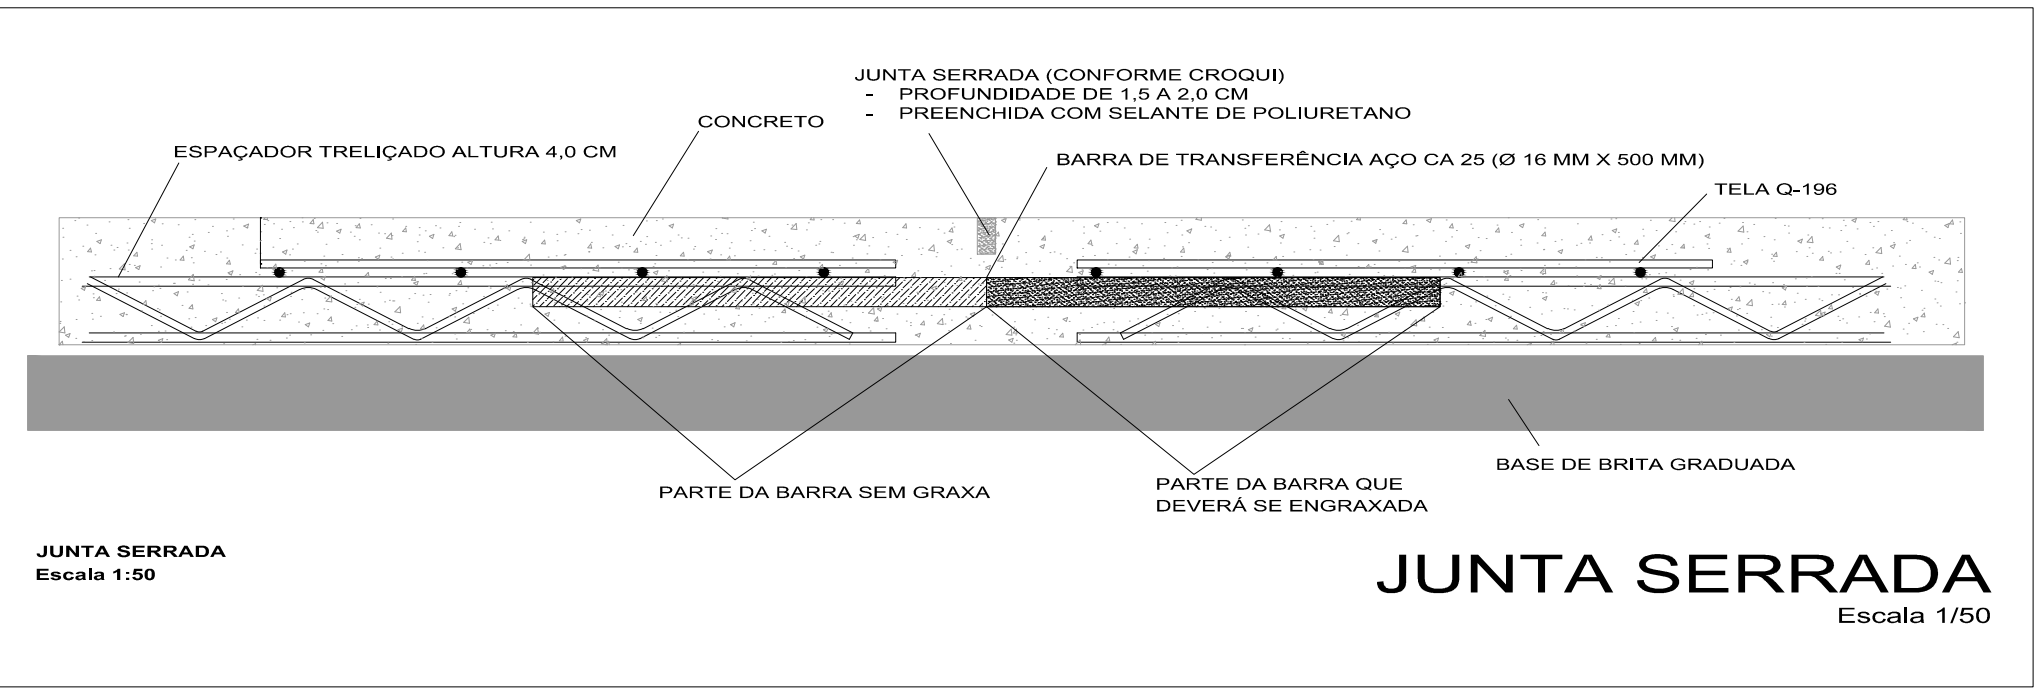 JUNTA SERRADA (CONFORME CROQUI)
- PROFUNDIDADE DE 1,5 A 2,0 CM
- PREENCHIDA COM SELANTE DE POLIURETANO
CONCRETO
ESPAÇADOR TRELIÇADO ALTURA 4,0 CM
BARRA DE TRANSFERÊNCIA AÇO CA 25 (Ø 16 MM X 500 MM)
TELA Q-196
BASE DE BRITA GRADUADA
PARTE DA BARRA SEM GRAXA
PARTE DA BARRA QUE
DEVERÁ SE ENGRAXADA
JUNTA SERRADA
Escala 1:50
JUNTA SERRADA
Escala 1/50